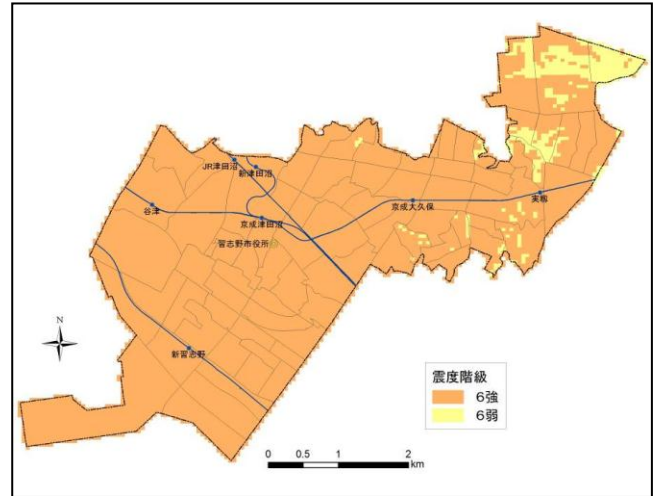 JR津田沼
新津田沼
谷津
京成津田沼
習志野市役所
京成大久保
実籾
新習志野
N
震度階級
６強
６弱
0 0.5 1 2
km